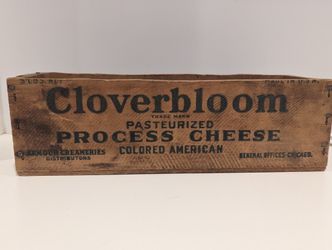 Cloverbloom
TRADE MARK
PASTEURIZED
PROCESS CHEESE
ARMOUR CREAMERIES
DISTRIBUTORS
COLORED AMERICAN
GENERAL OFFICES CHICAGO.